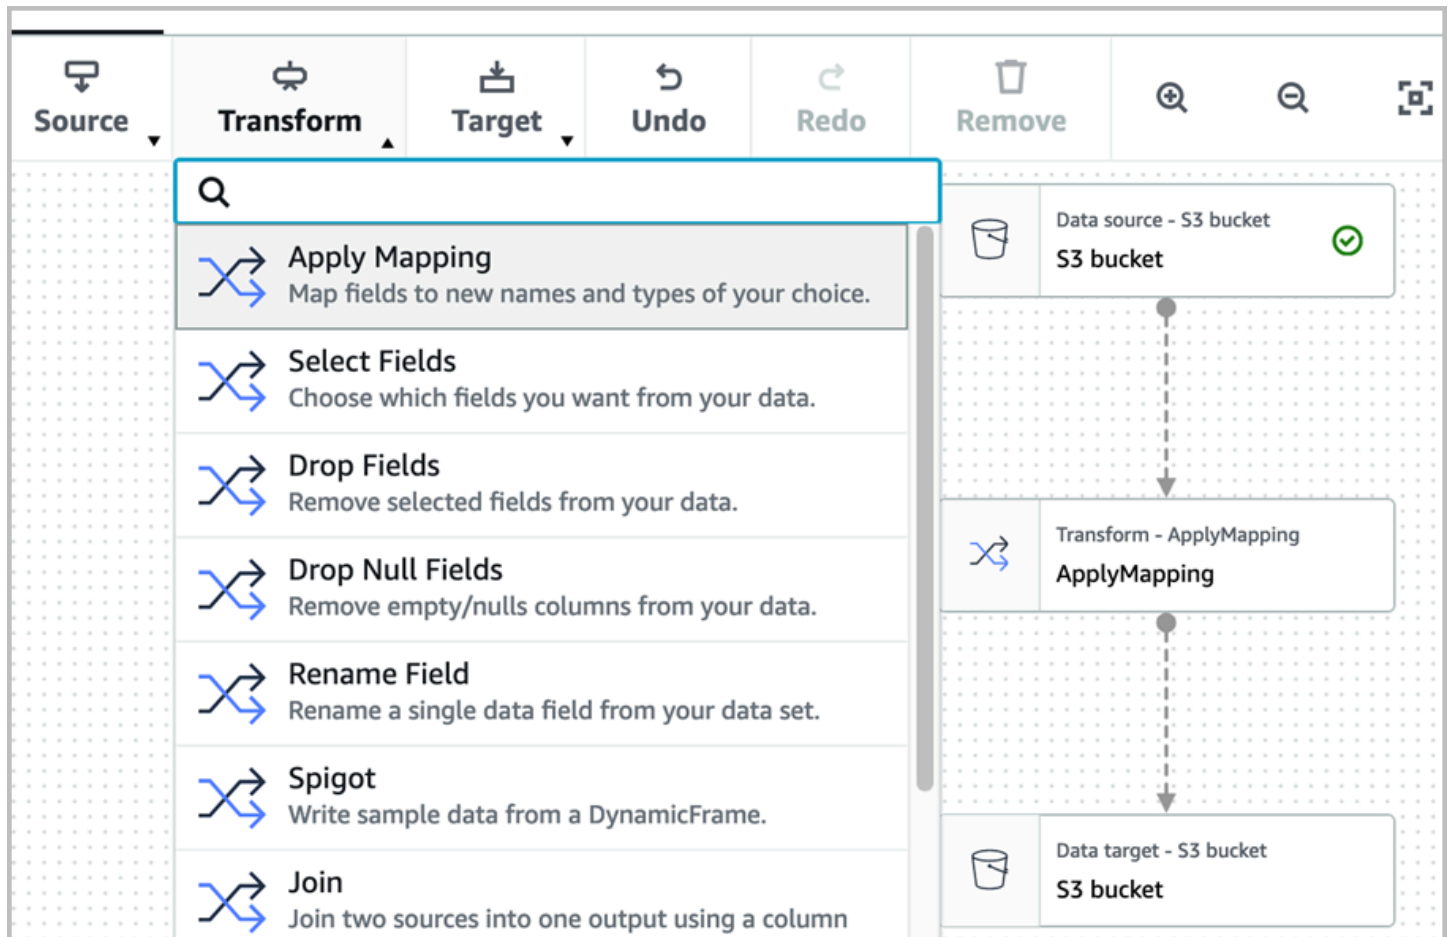 Source
Transform
Target
Undo
Redo
Remove
Apply Mapping
Map fields to new names and types of your choice.
Select Fields
Choose which fields you want from your data.
Drop Fields
Remove selected fields from your data.
Drop Null Fields
Remove empty/nulls columns from your data.
Rename Field
Rename a single data field from your data set.
Spigot
Write sample data from a DynamicFrame.
Join
Join two sources into one output using a column
Data source - S3 bucket
S3 bucket
Transform - ApplyMapping
ApplyMapping
Data target - S3 bucket
S3 bucket